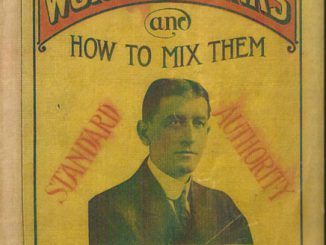 and
HOW TO MIX THEM
STANDARD
AUTHORITY